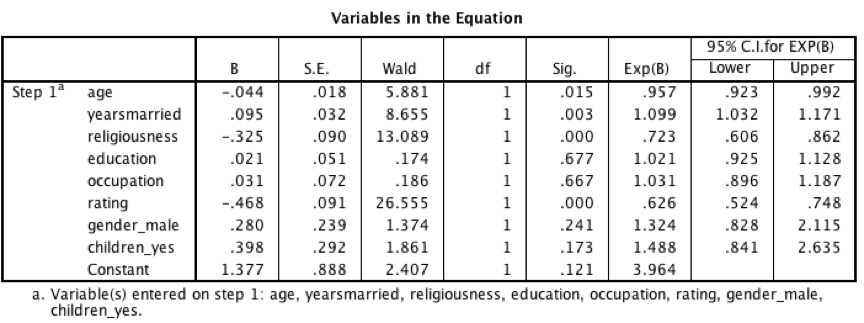 Variables in the Equation
95% C.I.for EXP(B)
B S.E. Wald df Sig. Exp(B) Lower Upper
Step 1a age -.044 .018 5.881 1 .015 .957 .923 .992
yearsmarried .095 .032 8.655 1 .003 1.099 1.032 1.171
religiousness -.325 .090 13.089 1 .000 .723 .606 .862
education .021 .051 .174 1 .677 1.021 .925 1.128
occupation .031 .072 .186 1 .667 1.031 .896 1.187
rating -.468 .091 26.555 1 .000 .626 .524 .748
gender_male .280 .239 1.374 1 .241 1.324 .828 2.115
children_yes .398 .292 1.861 1 .173 1.488 .841 2.635
Constant 1.377 .888 2.407 1 .121 3.964
a. Variable(s) entered on step 1: age, yearsmarried, religiousness, education, occupation, rating, gender_male,
children_yes.